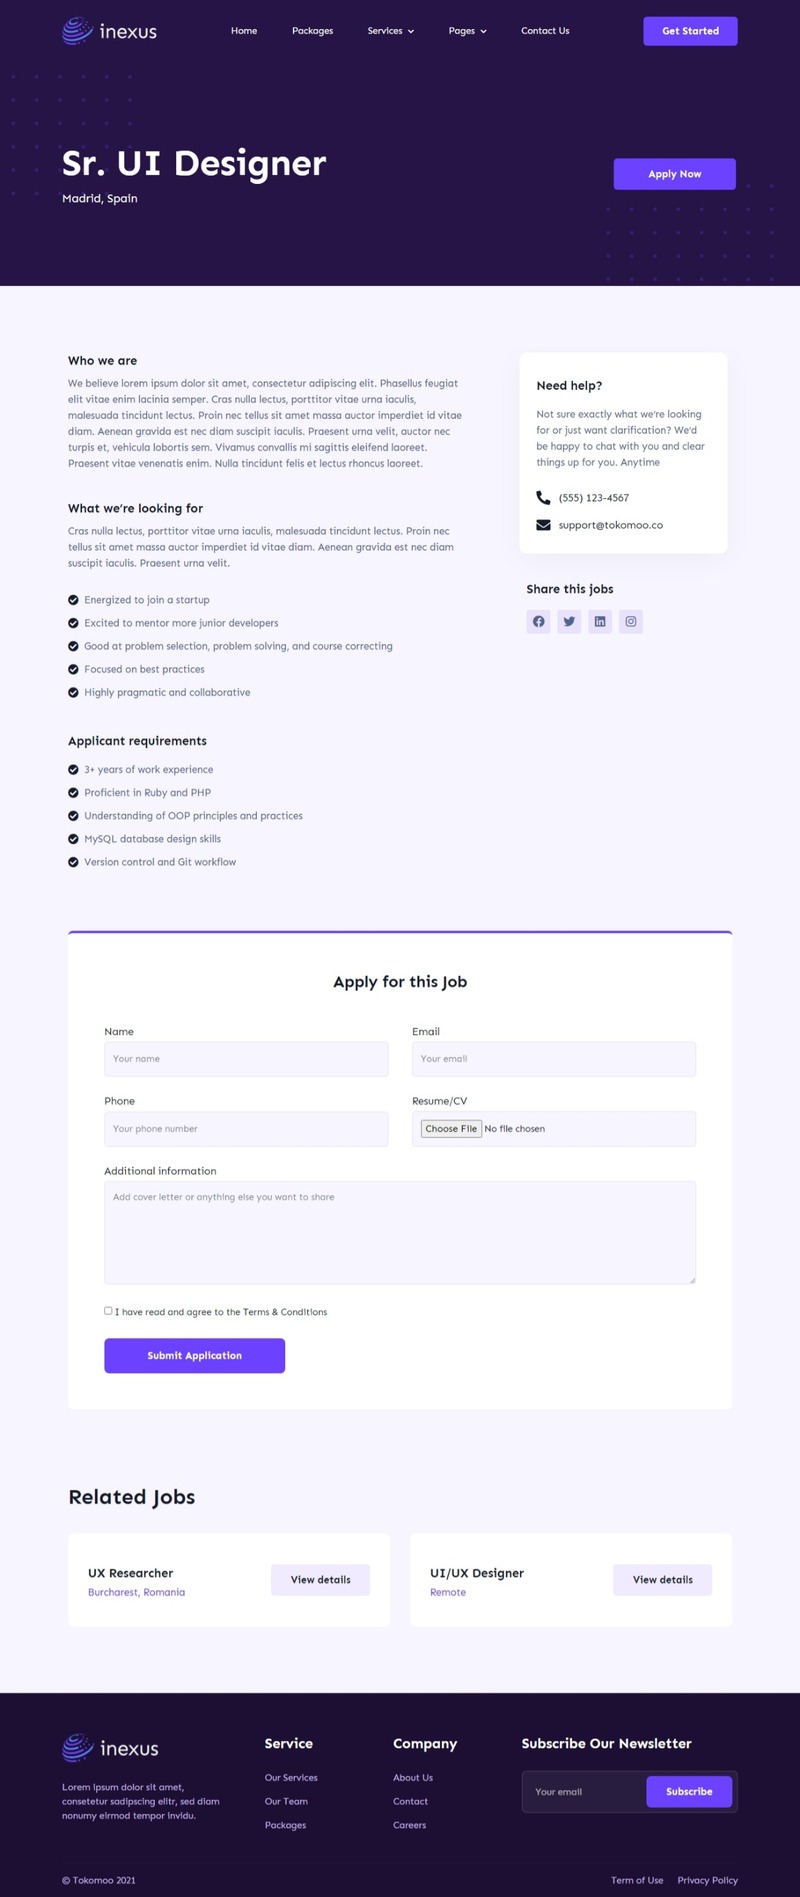 inexus
Home
Packages
Services
Pages
Contact Us
Get Started
Sr. UI Designer
Madrid, Spain
Apply Now
Who we are
We believe lorem ipsum dolor sit amet, consectetur adipiscing elit. Phasellus feugiat
elit vitae enim lacinia semper. Cras nulla lectus, porttitor vitae urna iaculis,
malesuada tincidunt lectus. Proin nec tellus sit amet massa auctor imperdiet id vitae
diam. Aenean gravida est nec diam suscipit iaculis. Praesent urna velit, auctor nec
turpis et, vehicula lobortis sem. Vivamus convallis mi sagittis eleifend laoreet.
Praesent vitae venenatis enim. Nulla tincidunt felis et lectus rhoncus laoreet.
What we're looking for
Cras nulla lectus, porttitor vitae urna iaculis, malesuada tincidunt lectus. Proin nec
tellus sit amet massa auctor imperdiet id vitae diam. Aenean gravida est nec diam
suscipit iaculis. Praesent urna velit.
Energized to join a startup
Excited to mentor more junior developers
Good at problem selection, problem solving, and course correcting
Focused on best practices
Highly pragmatic and collaborative
Applicant requirements
3+ years of work experience
Proficient in Ruby and PHP
Understanding of OOP principles and practices
MySQL database design skills
Version control and Git workflow
Need help?
Not sure exactly what we're looking
for or just want clarification? We'd
be happy to chat with you and clear
things up for you. Anytime
(555) 123-4567
support@tokomoo.co
Share this jobs
Apply for this Job
Name
Your name
Email
Your email
Phone
Your phone number
Resume/CV
Choose File No file chosen
Additional information
Add cover letter or anything else you want to share
I have read and agree to the Terms & Conditions
Submit Application
Related Jobs
UX Researcher
Burcharest, Romania
View details
UI/UX Designer
Remote
View details
inexus
Lorem ipsum dolor sit amet,
consetetur sadipscing elitr, sed diam
nonumy eirmod tempor invidu.
Service
Our Services
Our Team
Packages
Company
About Us
Contact
Careers
Subscribe Our Newsletter
Your email
Subscribe
© Tokomoo 2021
Term of Use
Privacy Policy